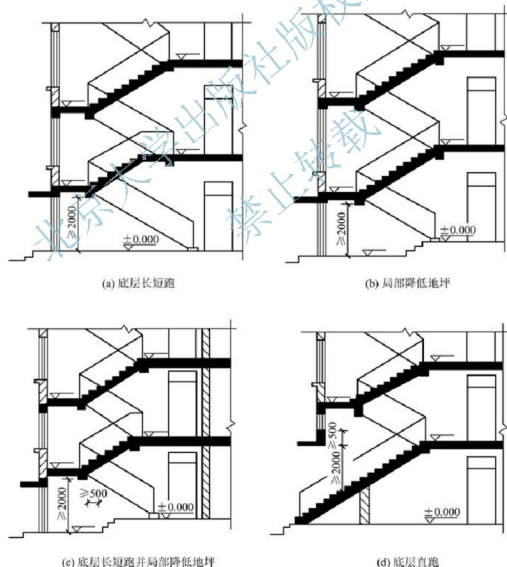 北京大学出版社版权
禁止转载
≥2000
±0.000
(a) 底层长短跑
≥2000
±0.000
(b) 局部降低地坪
≥2000
≥500
±0.000
(c) 底层长短跑并局部降低地坪
≥500
≥2000
±0.000
(d) 底层直跑